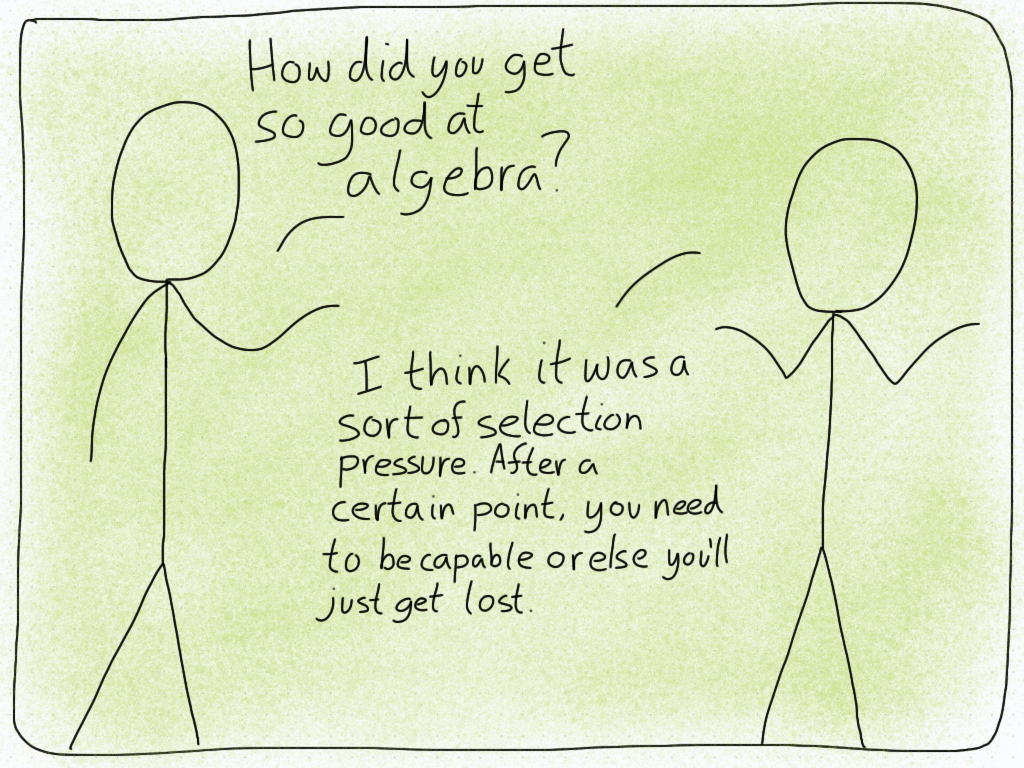 How did you get
so good at
algebra?
I think it was a
sort of selection
pressure. After a
certain point, you need
to be capable or else you'll
just get lost.